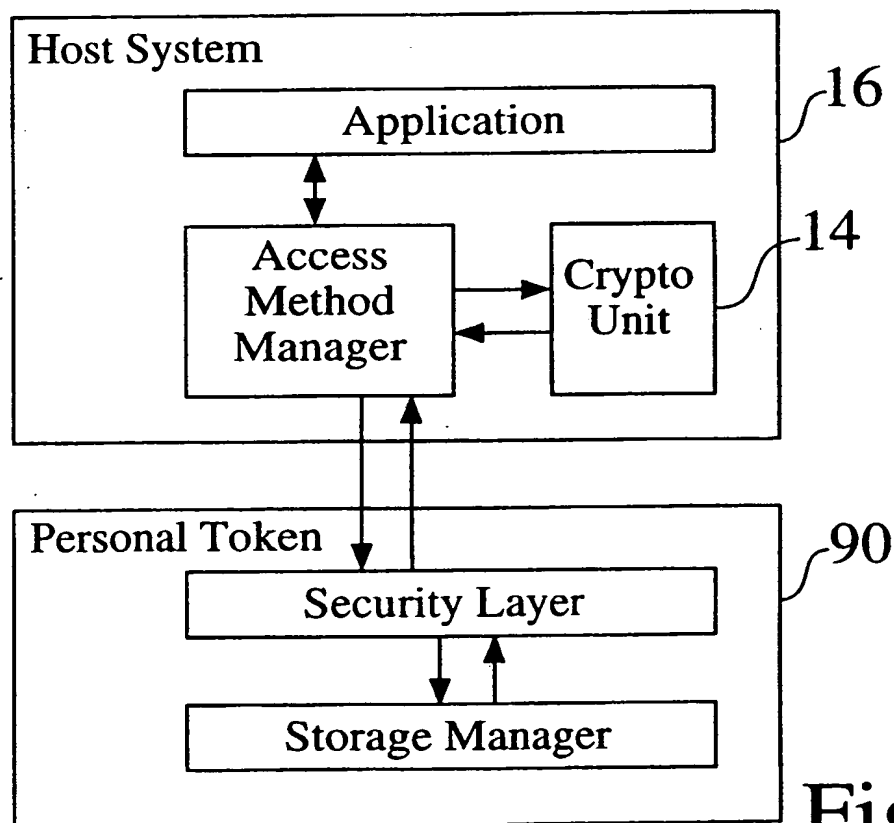 Host System
16
Application
Access
Method
Manager
Crypto
Unit
14
Personal Token
90
Security Layer
Storage Manager